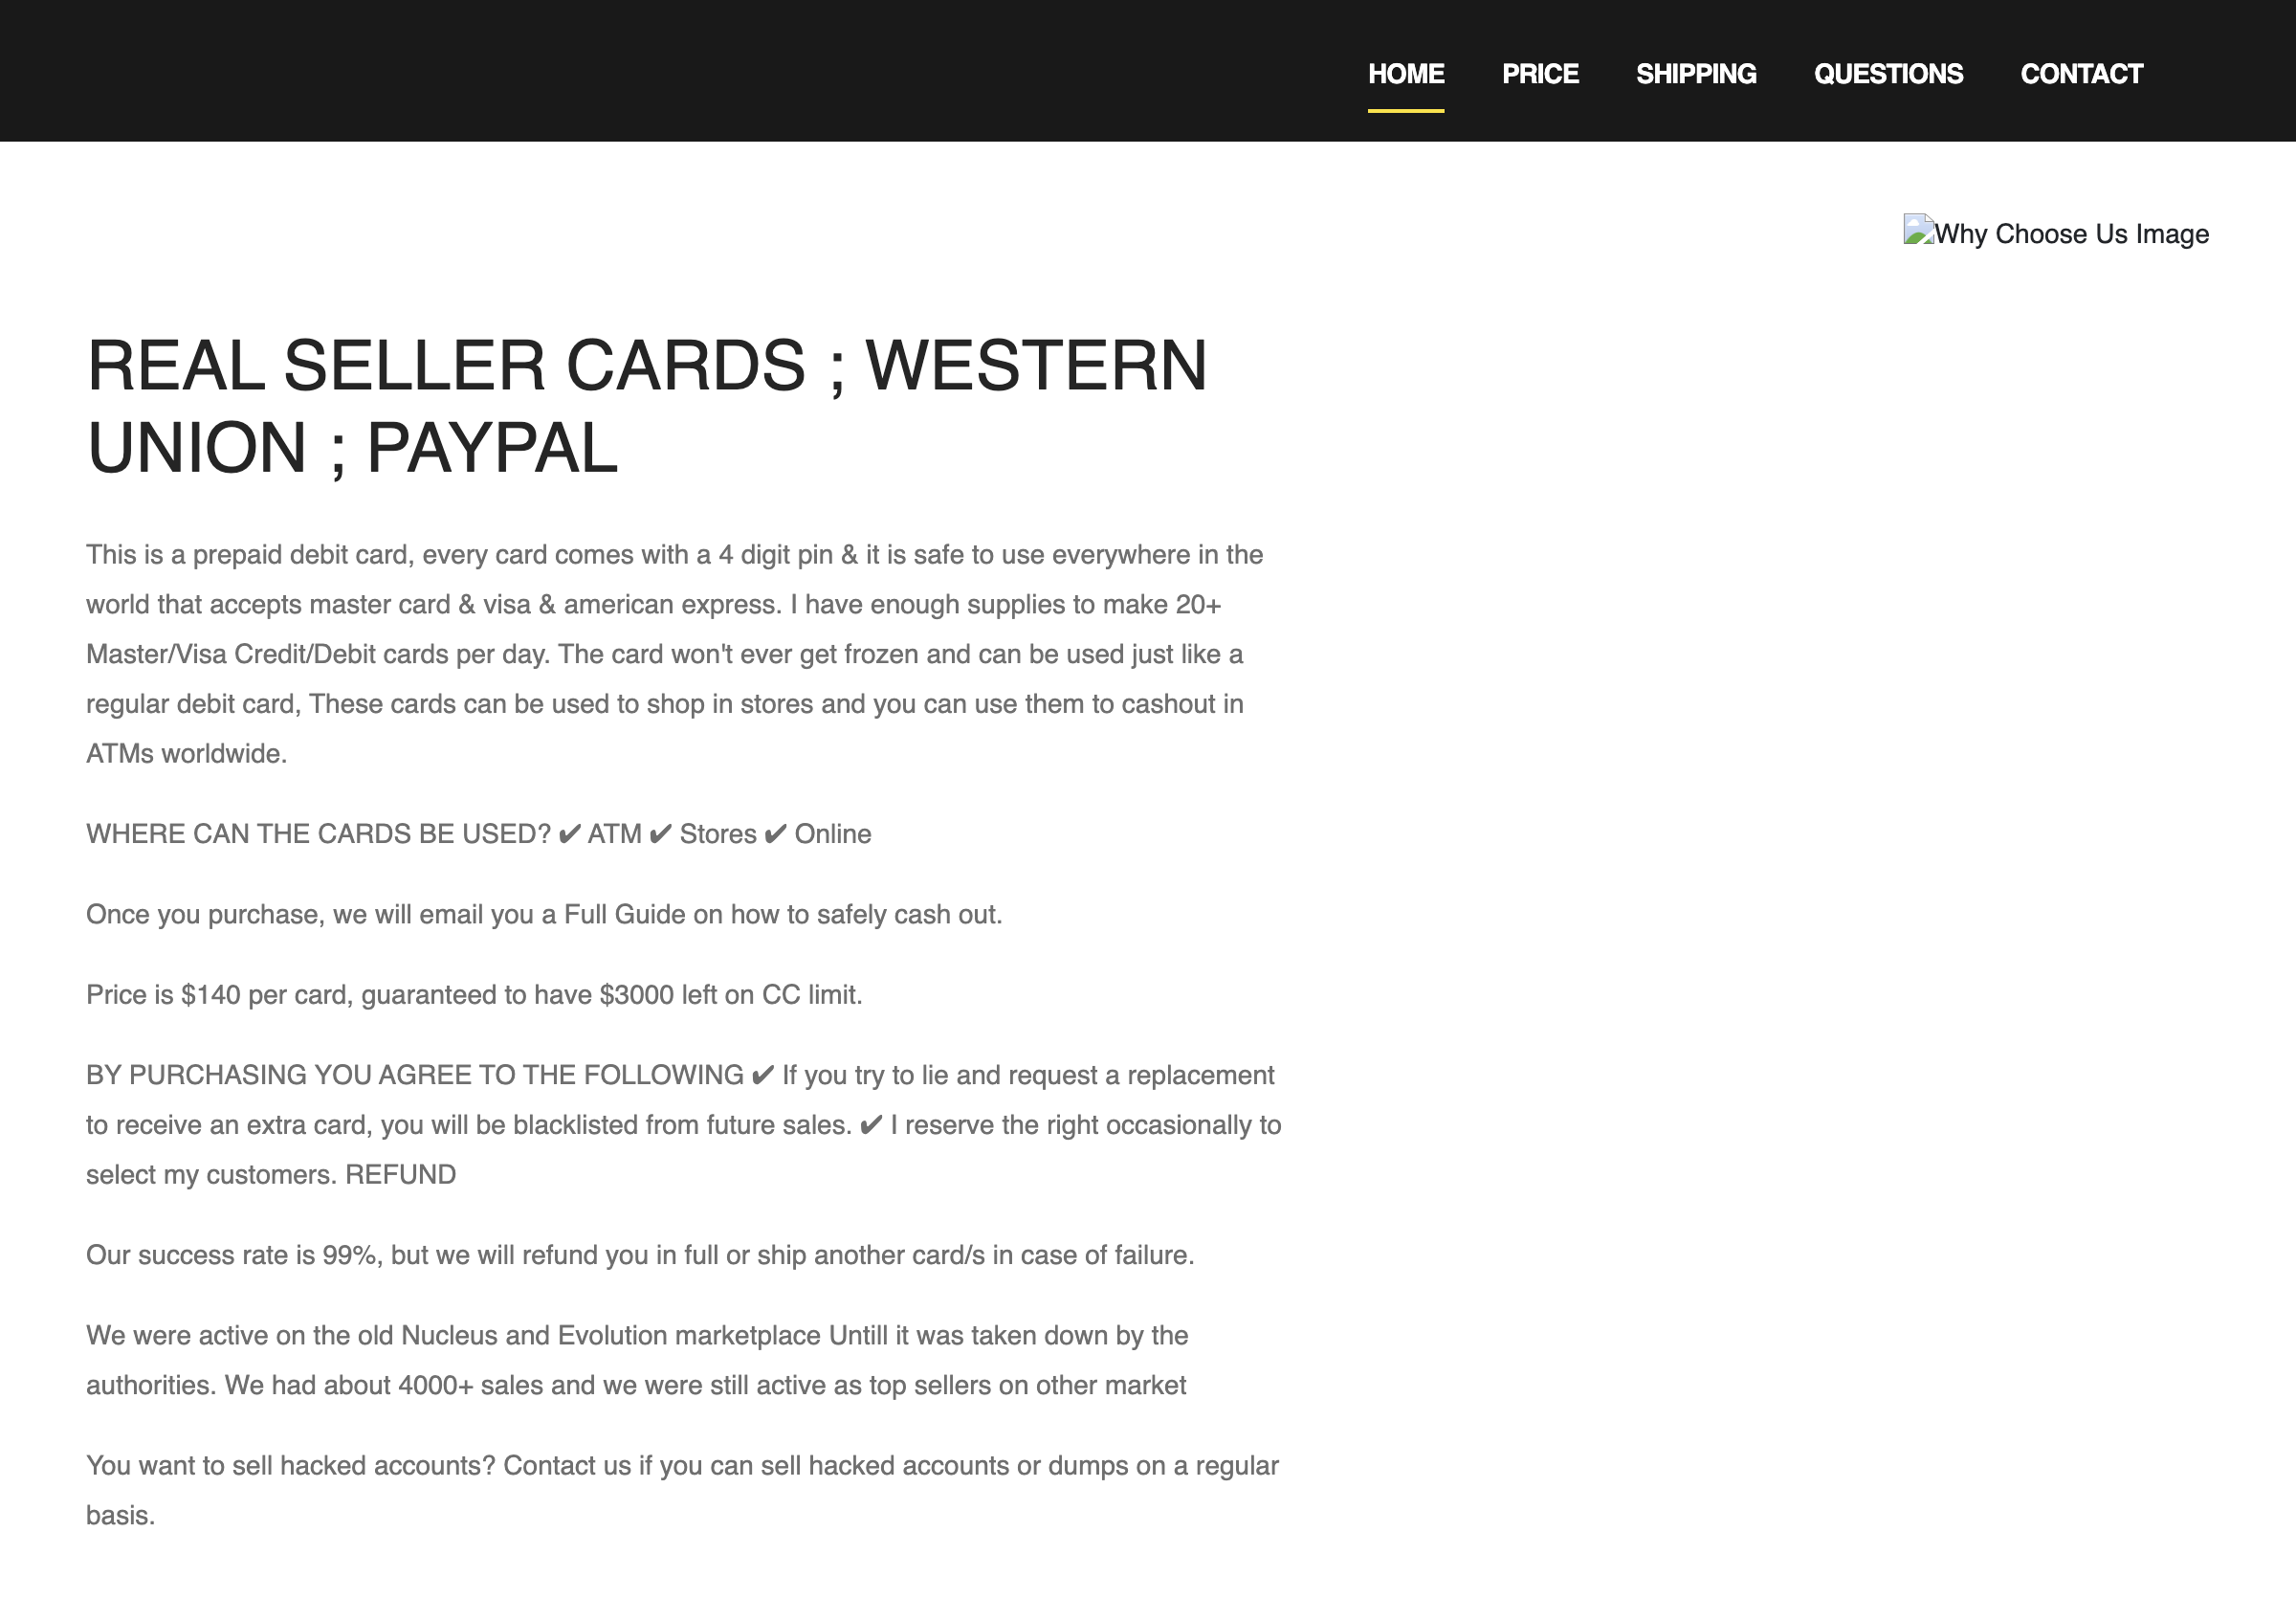 HOME PRICE SHIPPING QUESTIONS CONTACT
Why Choose Us Image
REAL SELLER CARDS ; WESTERN
UNION ; PAYPAL
This is a prepaid debit card, every card comes with a 4 digit pin & it is safe to use everywhere in the
world that accepts master card & visa & american express. I have enough supplies to make 20+
Master/Visa Credit/Debit cards per day. The card won't ever get frozen and can be used just like a
regular debit card, These cards can be used to shop in stores and you can use them to cashout in
ATMs worldwide.
WHERE CAN THE CARDS BE USED? ✔ ATM ✔ Stores ✔ Online
Once you purchase, we will email you a Full Guide on how to safely cash out.
Price is $140 per card, guaranteed to have $3000 left on CC limit.
BY PURCHASING YOU AGREE TO THE FOLLOWING ✔ If you try to lie and request a replacement
to receive an extra card, you will be blacklisted from future sales. ✔ I reserve the right occasionally to
select my customers. REFUND
Our success rate is 99%, but we will refund you in full or ship another card/s in case of failure.
We were active on the old Nucleus and Evolution marketplace Untill it was taken down by the
authorities. We had about 4000+ sales and we were still active as top sellers on other market
You want to sell hacked accounts? Contact us if you can sell hacked accounts or dumps on a regular
basis.